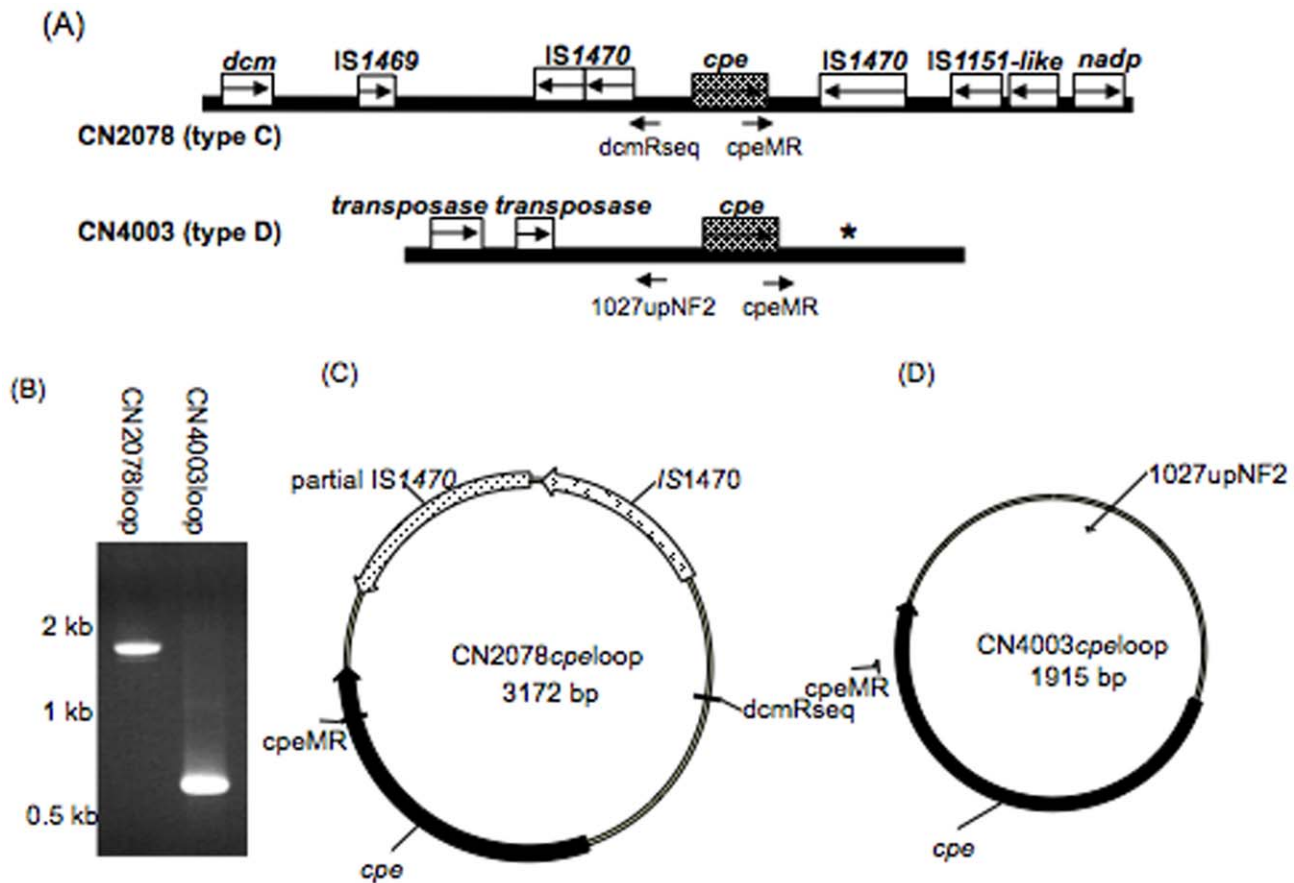 (A)
dcm IS1469 IS1470 cpe IS1470 IS1151-like nadp
CN2078 (type C)
dcmRseq cpeMR
transposase transposase cpe
CN4003 (type D)
*
1027upNF2 cpeMR
(B)
CN2078loop
CN4003loop
2 kb
1 kb
0.5 kb
(C)
partial IS1470
IS1470
CN2078cpeloop
3172 bp
dcmRseq
cpeMR
cpe
(D)
1027upNF2
CN4003cpeloop
1915 bp
cpeMR
cpe